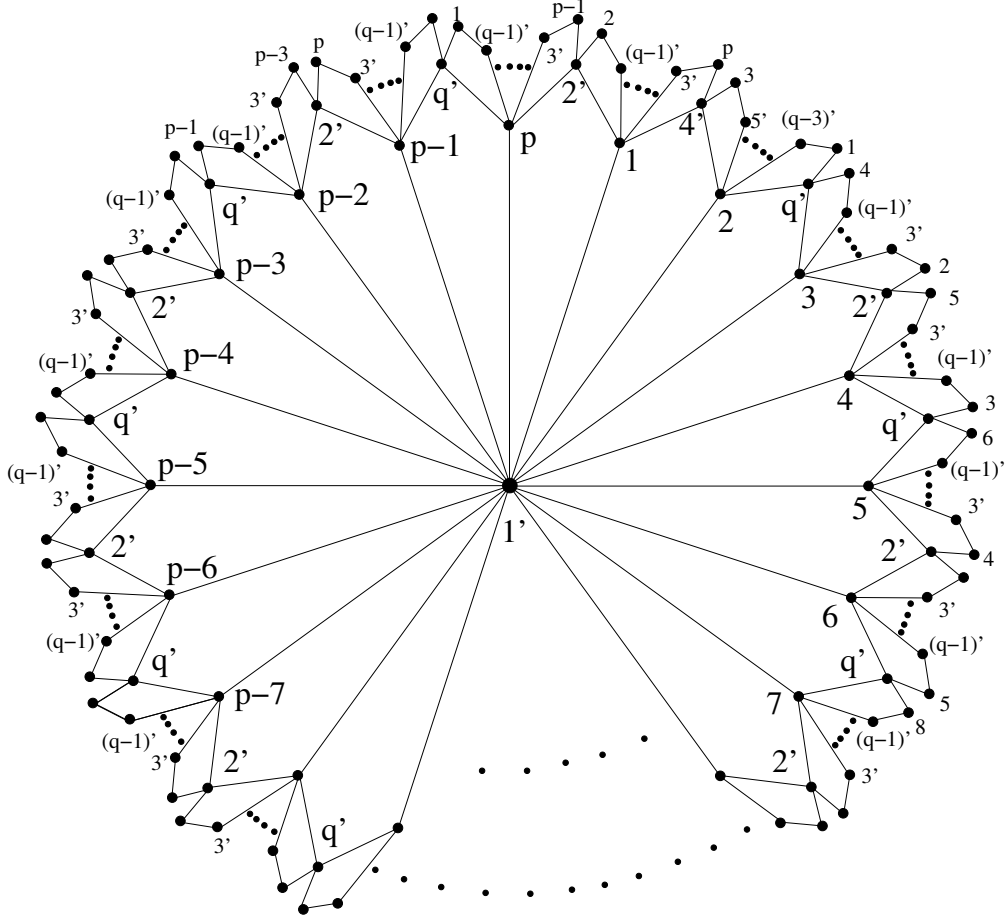 1
p-1
(q-1)'
(q-1)'
2
p
3'
(q-1)'
p
p-3
3'
q'
2'
3'
3
3'
2'
4'
5'
(q-3)'
p-1
(q-1)'
p-1
p
1
1
p-2
2
4
(q-1)'
q'
q'
(q-1)'
3'
3'
p-3
3
2
2'
2'
5
3'
3'
(q-1)'
p-4
(q-1)'
4
3
q'
q'
6
(q-1)'
p-5
(q-1)'
3'
5
3'
1'
2'
2'
4
p-6
3'
6
3'
(q-1)'
(q-1)'
q'
q'
p-7
7
5
8
(q-1)'
(q-1)'
3'
2'
2'
3'
3'
q'